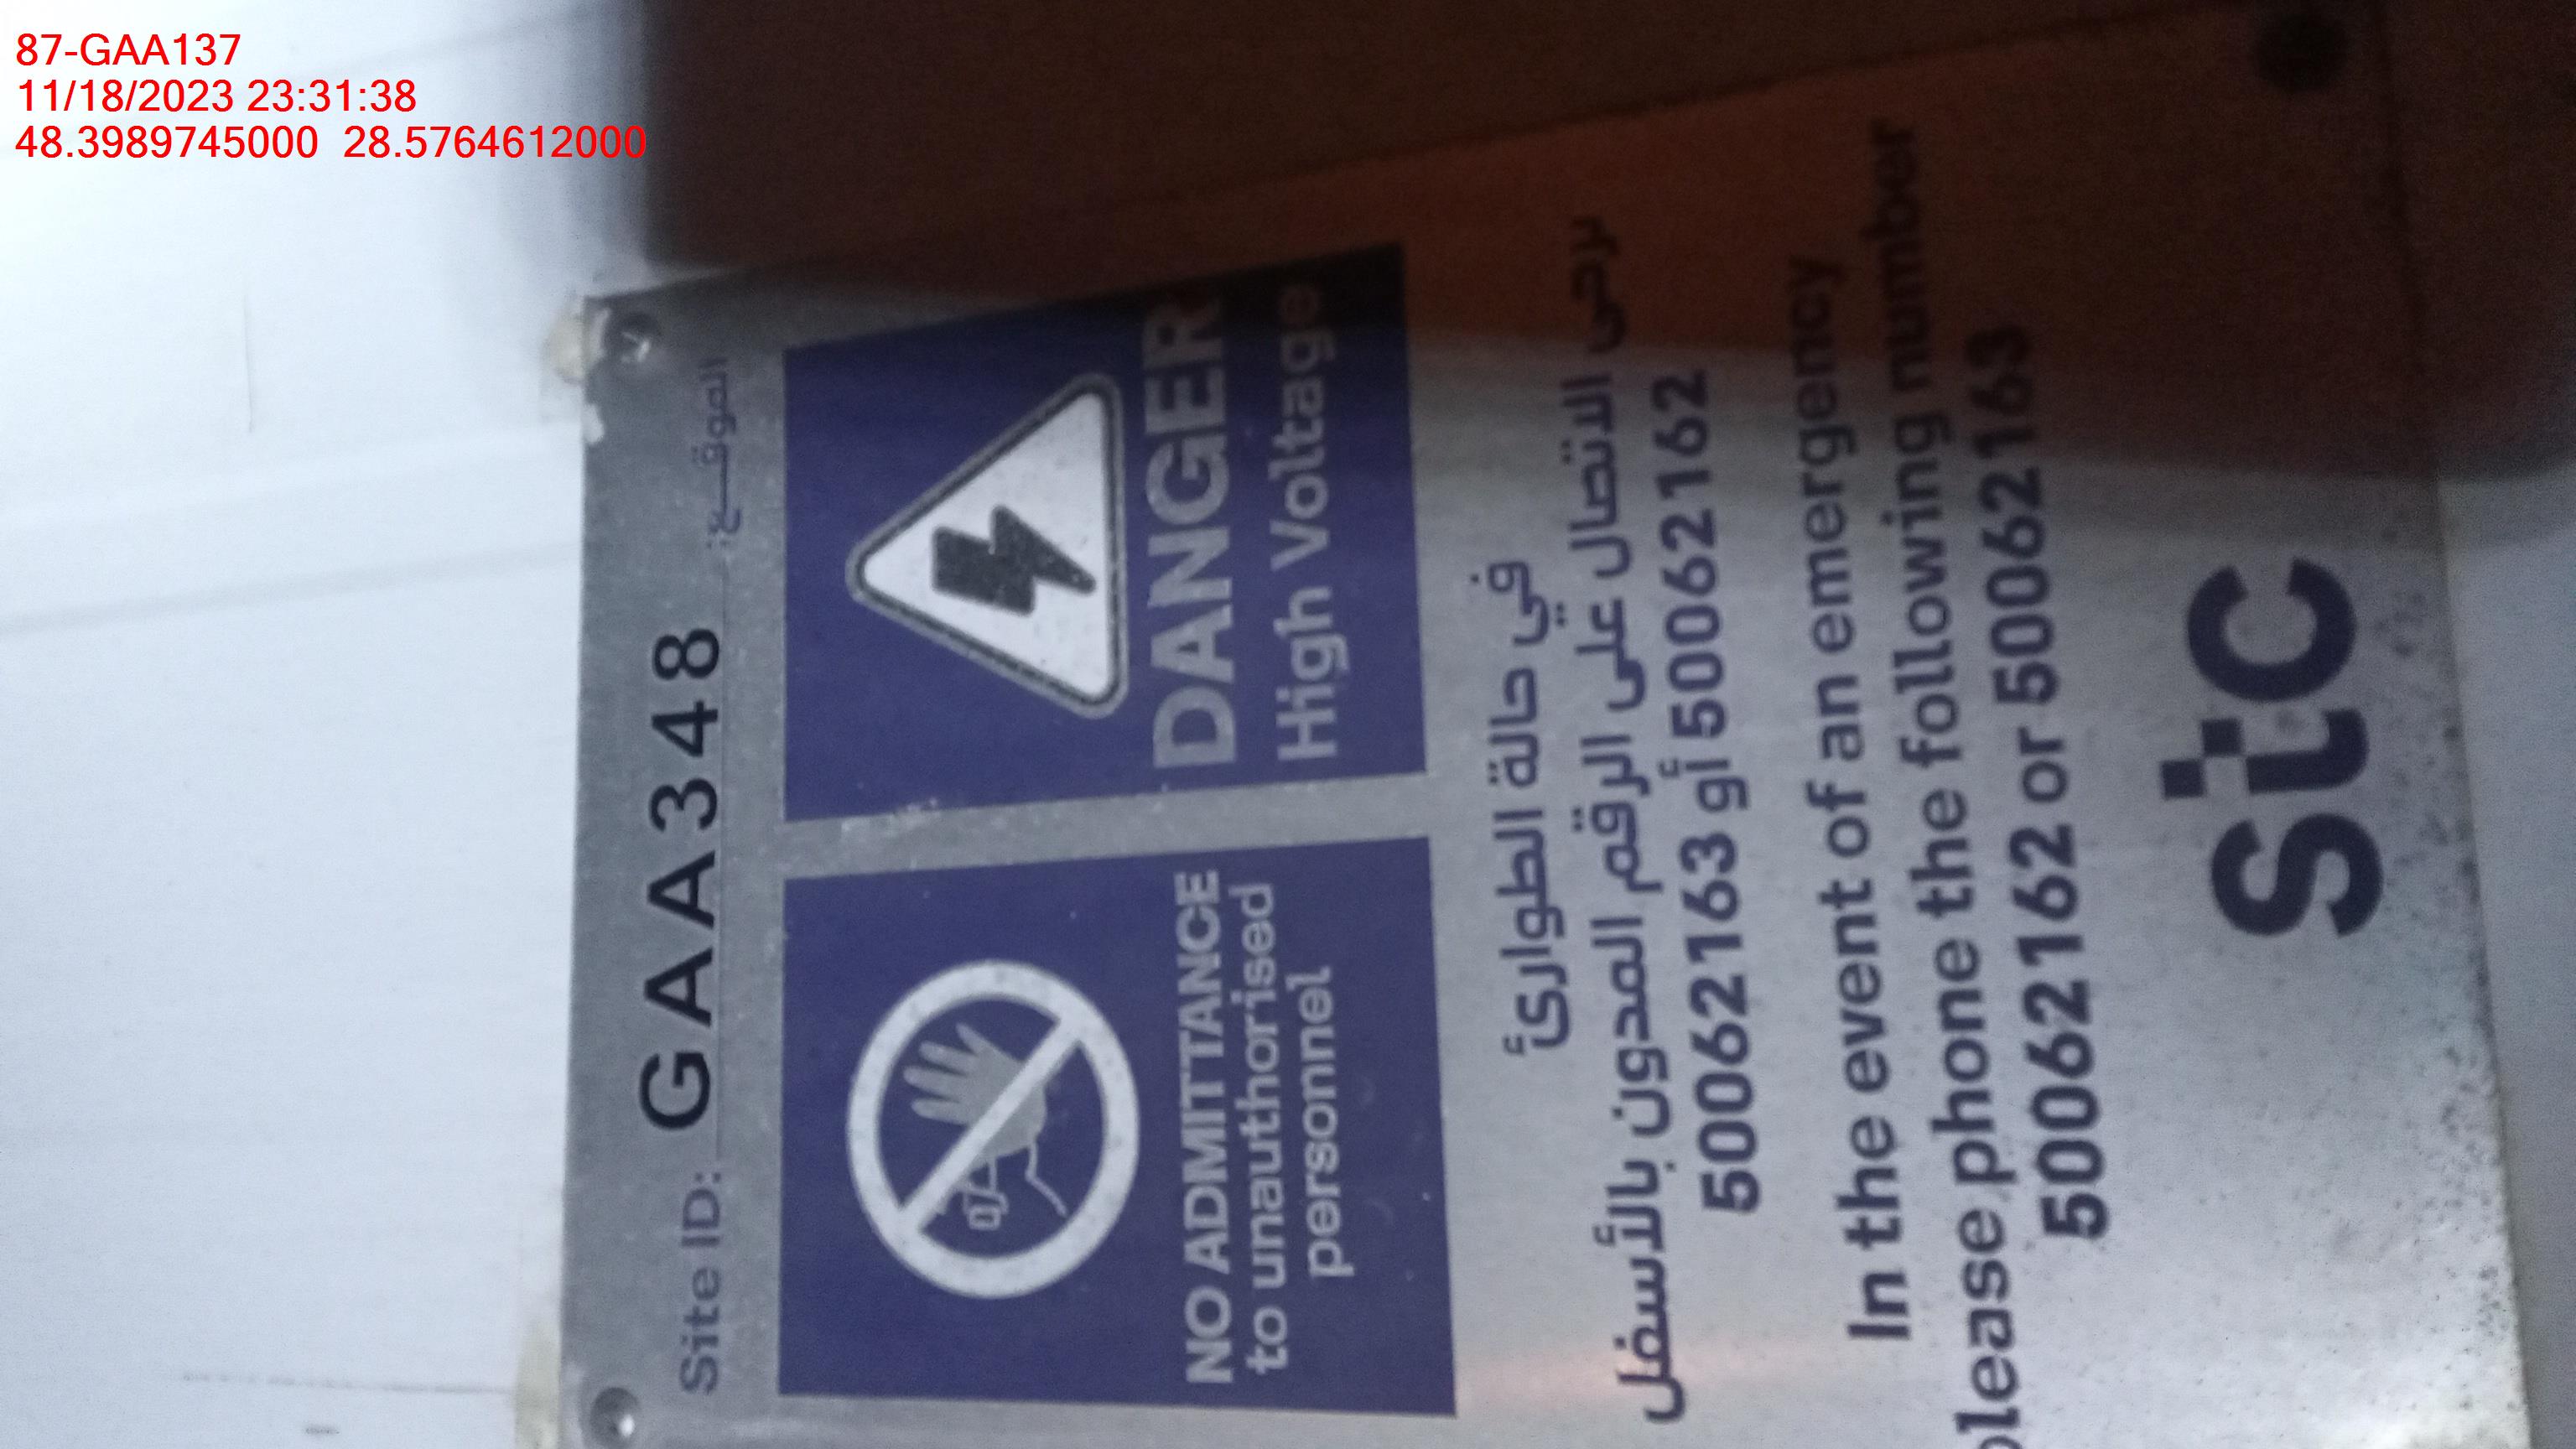 87-GAA137
11/18/2023 23:31:38
48.3989745000 28.5764612000
Site ID: GAA348 الموقـــع:
NO ADMITTANCE
to unauthorised
personnel
DANGER
High Voltage
في حالة الطوارئ
يرجى الاتصال على الرقم المدون بالأسفل
50062163 أو 50062162
In the event of an emergency
please phone the following number
50062162 or 50062163
stc